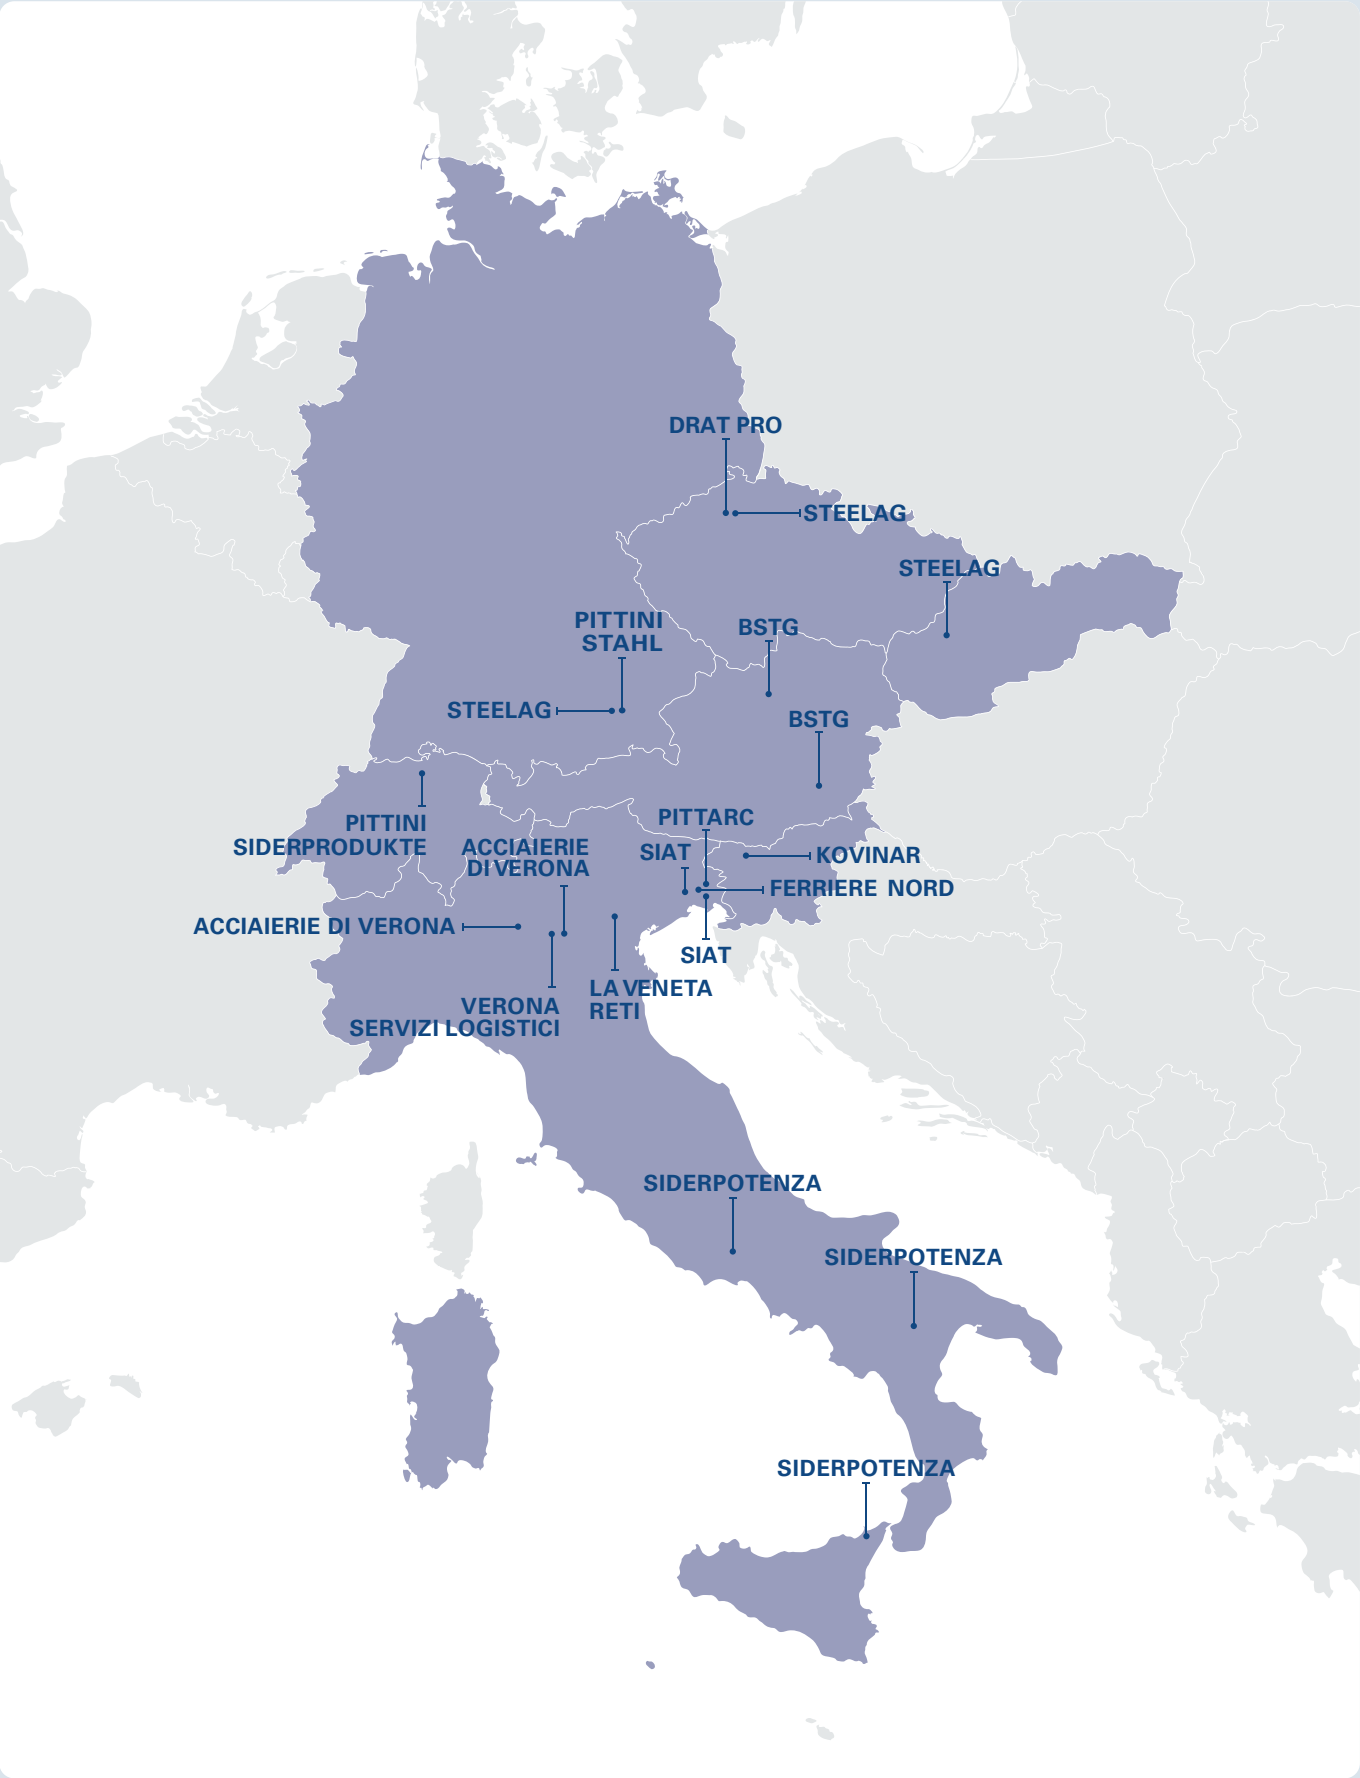 DRAT PRO
STEELAG
STEELAG
PITTINI
STAHL
BSTG
STEELAG
BSTG
PITTINI
SIDERPRODUKTE
PITTARC
ACCIAIERIE
DI VERONA
SIAT
KOVINAR
FERRIERE NORD
ACCIAIERIE DI VERONA
SIAT
LA VENETA
RETI
VERONA
SERVIZI LOGISTICI
SIDERPOTENZA
SIDERPOTENZA
SIDERPOTENZA